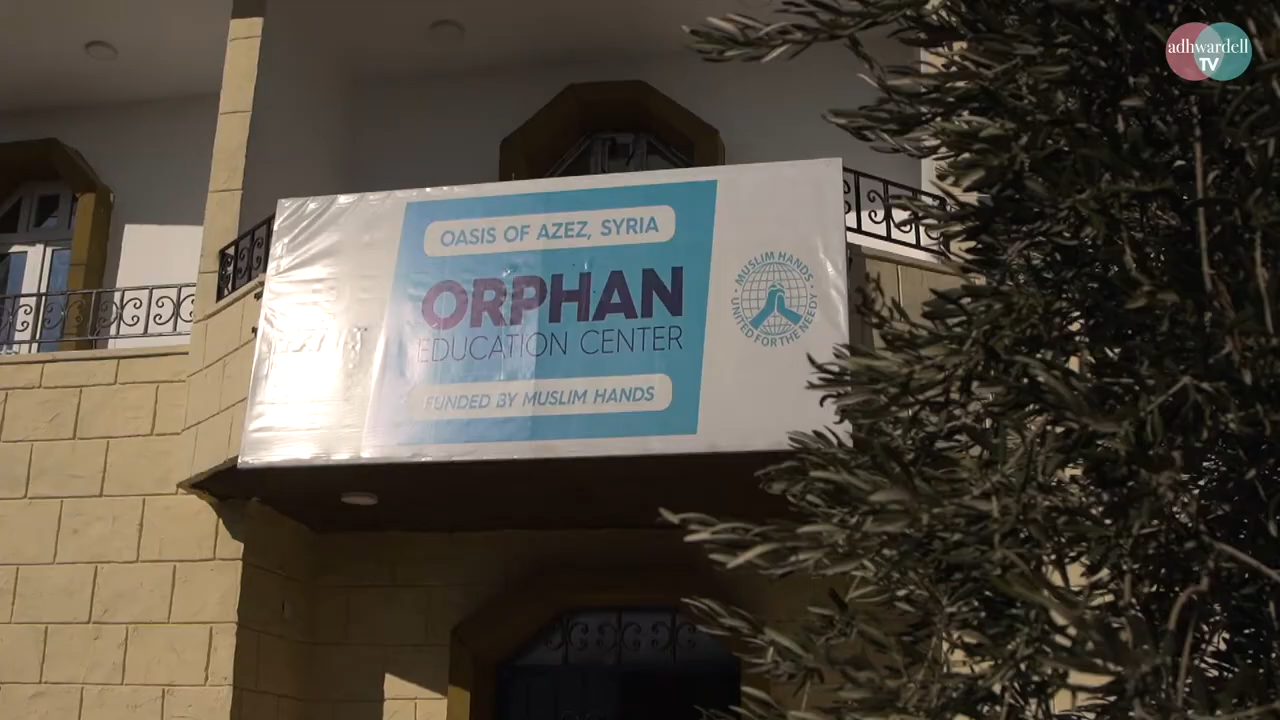 adhwardell
TV
OASIS OF AZEZ, SYRIA
ORPHAN
EDUCATION CENTER
FUNDED BY MUSLIM HANDS
MUSLIM HANDS
UNITED FOR THE NEEDY